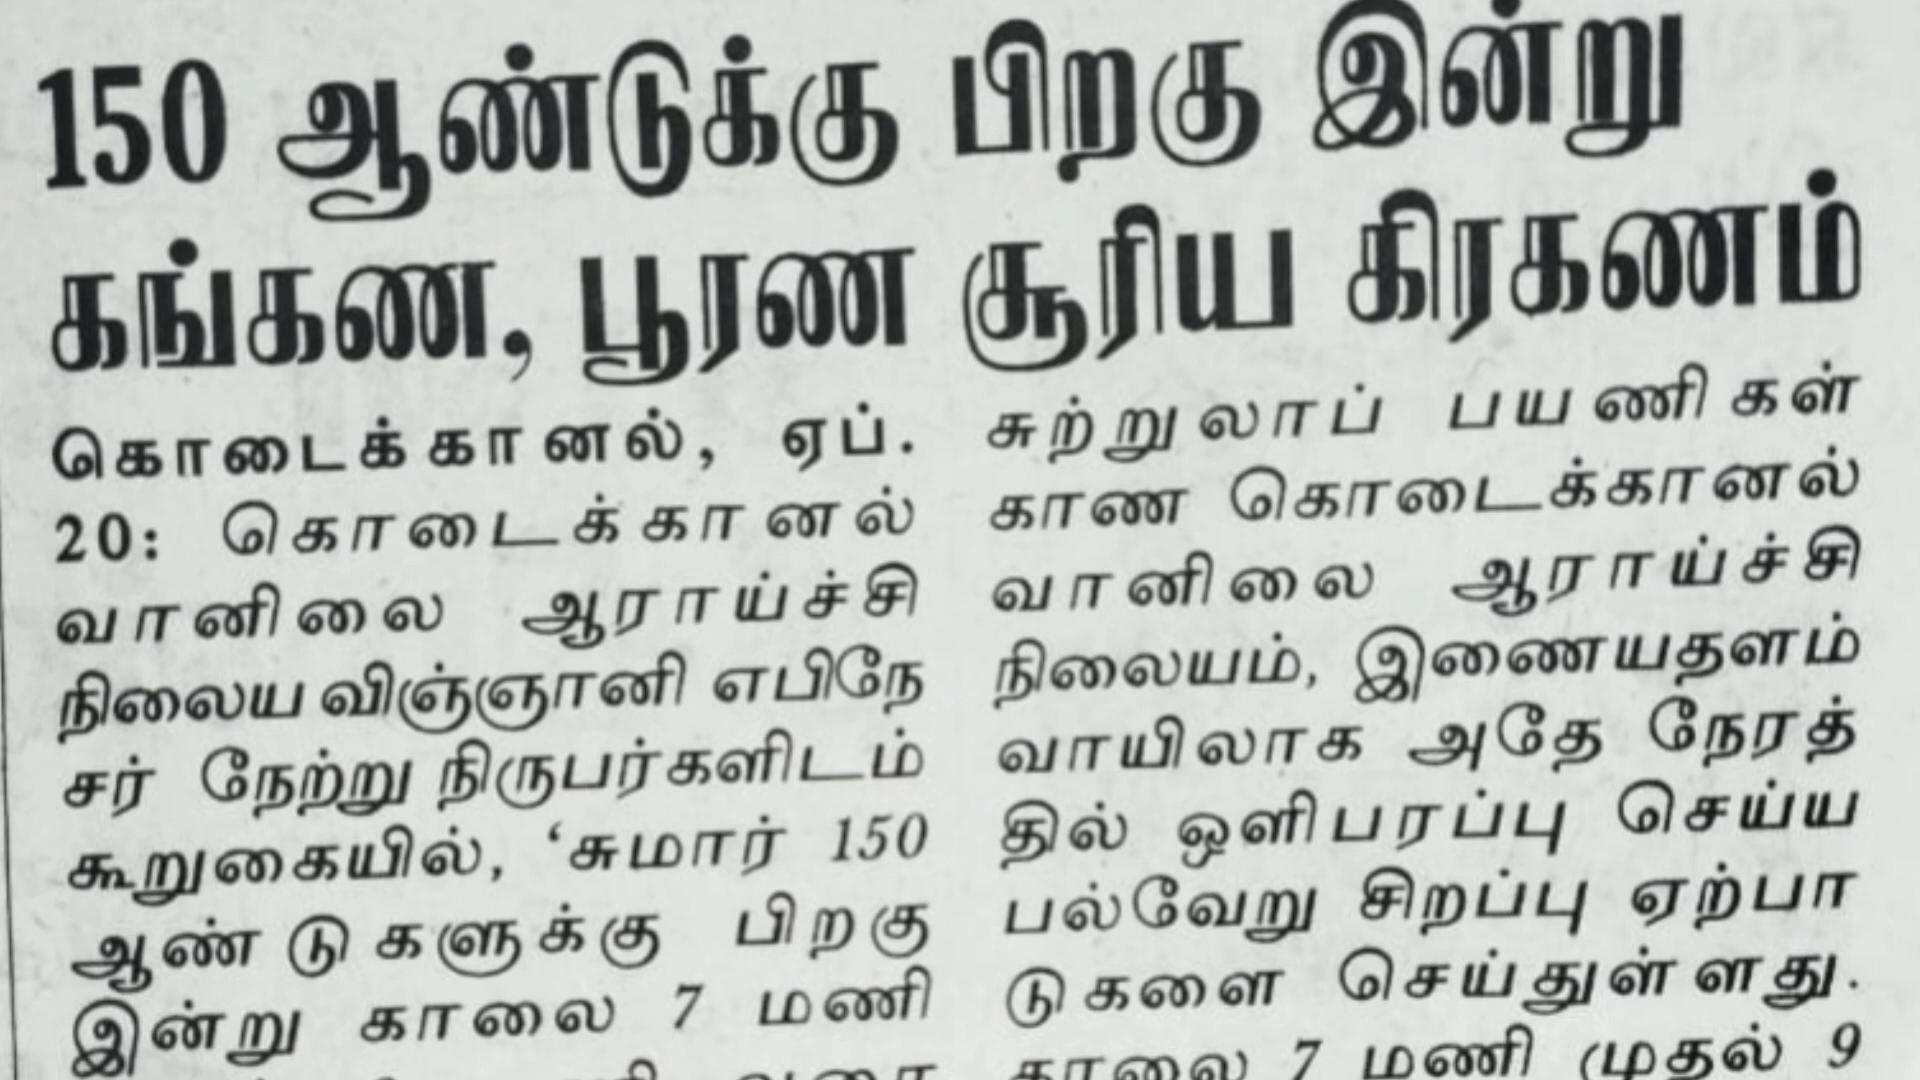 150 ஆண்டுக்கு பிறகு இன்று
கங்கண, பூரண சூரிய கிரகணம்
கொடைக்கானல், ஏப்.
20: கொடைக்கானல்
வானிலை ஆராய்ச்சி
நிலைய விஞ்ஞானி எபிநே
சர் நேற்று நிருபர்களிடம்
கூறுகையில், ‘சுமார் 150
ஆண்டுகளுக்கு பிறகு
இன்று காலை 7 மணி
சுற்றுலாப் பயணிகள்
காண கொடைக்கானல்
வானிலை ஆராய்ச்சி
நிலையம், இணையதளம்
வாயிலாக அதே நேரத்
தில் ஒளிபரப்பு செய்ய
பல்வேறு சிறப்பு ஏற்பா
டுகளை செய்துள்ளது.
காலை 7 மணி முதல் 9